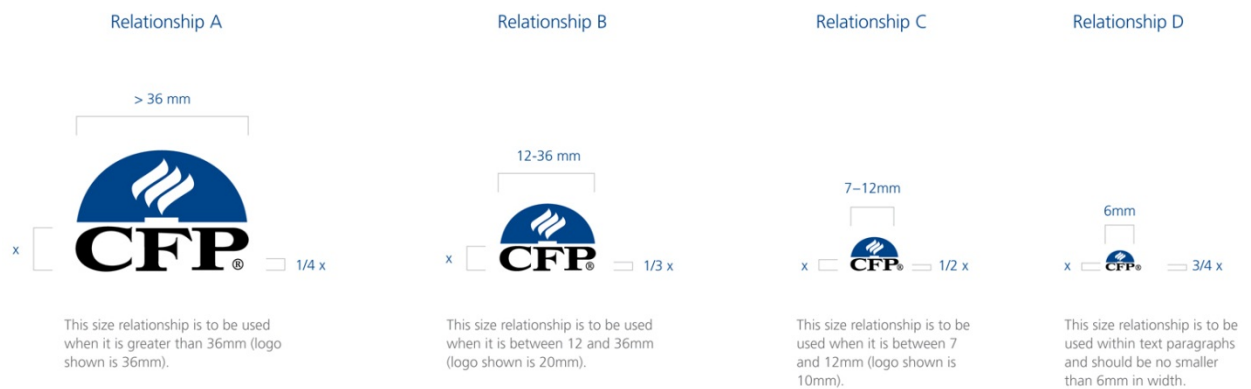 Relationship A
> 36 mm
CFP®
x
1/4 x
This size relationship is to be used
when it is greater than 36mm (logo
shown is 36mm).
Relationship B
12-36 mm
CFP®
x
1/3 x
This size relationship is to be used
when it is between 12 and 36mm
(logo shown is 20mm).
Relationship C
7–12mm
CFP®
x
1/2 x
This size relationship is to be
used when it is between 7
and 12mm (logo shown is
10mm).
Relationship D
6mm
CFP®
x
3/4 x
This size relationship is to be
used within text paragraphs
and should be no smaller
than 6mm in width.